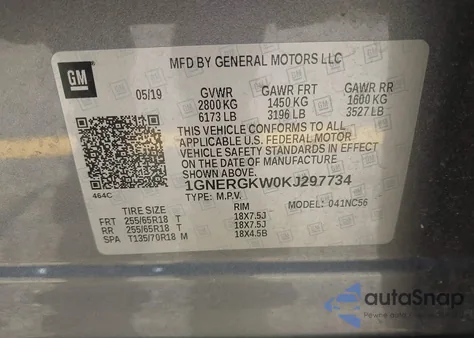 GM
MFD BY GENERAL MOTORS LLC
05/19 GVWR GAWR FRT GAWR RR
2800 KG 1450 KG 1600 KG
6173 LB 3196 LB 3527 LB
THIS VEHICLE CONFORMS TO ALL
APPLICABLE U.S. FEDERAL MOTOR
VEHICLE SAFETY STANDARDS IN EFFECT
ON THE DATE OF MANUFACTURE SHOWN ABOVE.
1GNERGKW0KJ297734
464C
TYPE: M.P.V. MODEL: 041NC56
TIRE SIZE RIM
FRT 255/65R18 T 18X7.5J
RR 255/65R18 T 18X7.5J
SPA T135/70R18 M 18X4.5B
autoSnap